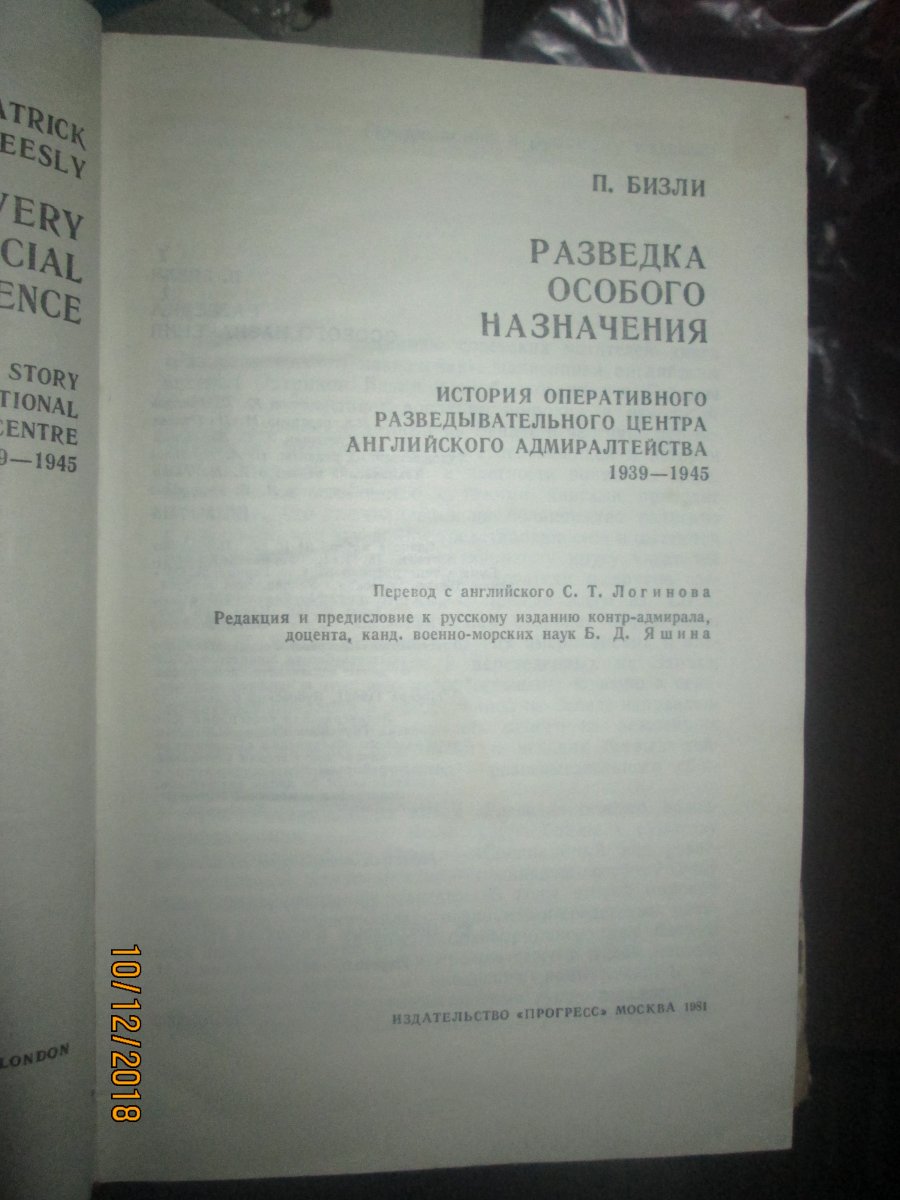 ATRICK
EESLY
VERY
CIAL
ENCE
STORY
TIONAL
CENTRE
9—1945
LONDON
П. БИЗЛИ
РАЗВЕДКА
ОСОБОГО
НАЗНАЧЕНИЯ
ИСТОРИЯ ОПЕРАТИВНОГО
РАЗВЕДЫВАТЕЛЬНОГО ЦЕНТРА
АНГЛИЙСКОГО АДМИРАЛТЕЙСТВА
1939—1945
Перевод с английского С. Т. Логинова
Редакция и предисловие к русскому изданию контр-адмирала,
доцента, канд. военно-морских наук Б. Д. Яшина
ИЗДАТЕЛЬСТВО «ПРОГРЕСС» МОСКВА 1981
10/12/2018